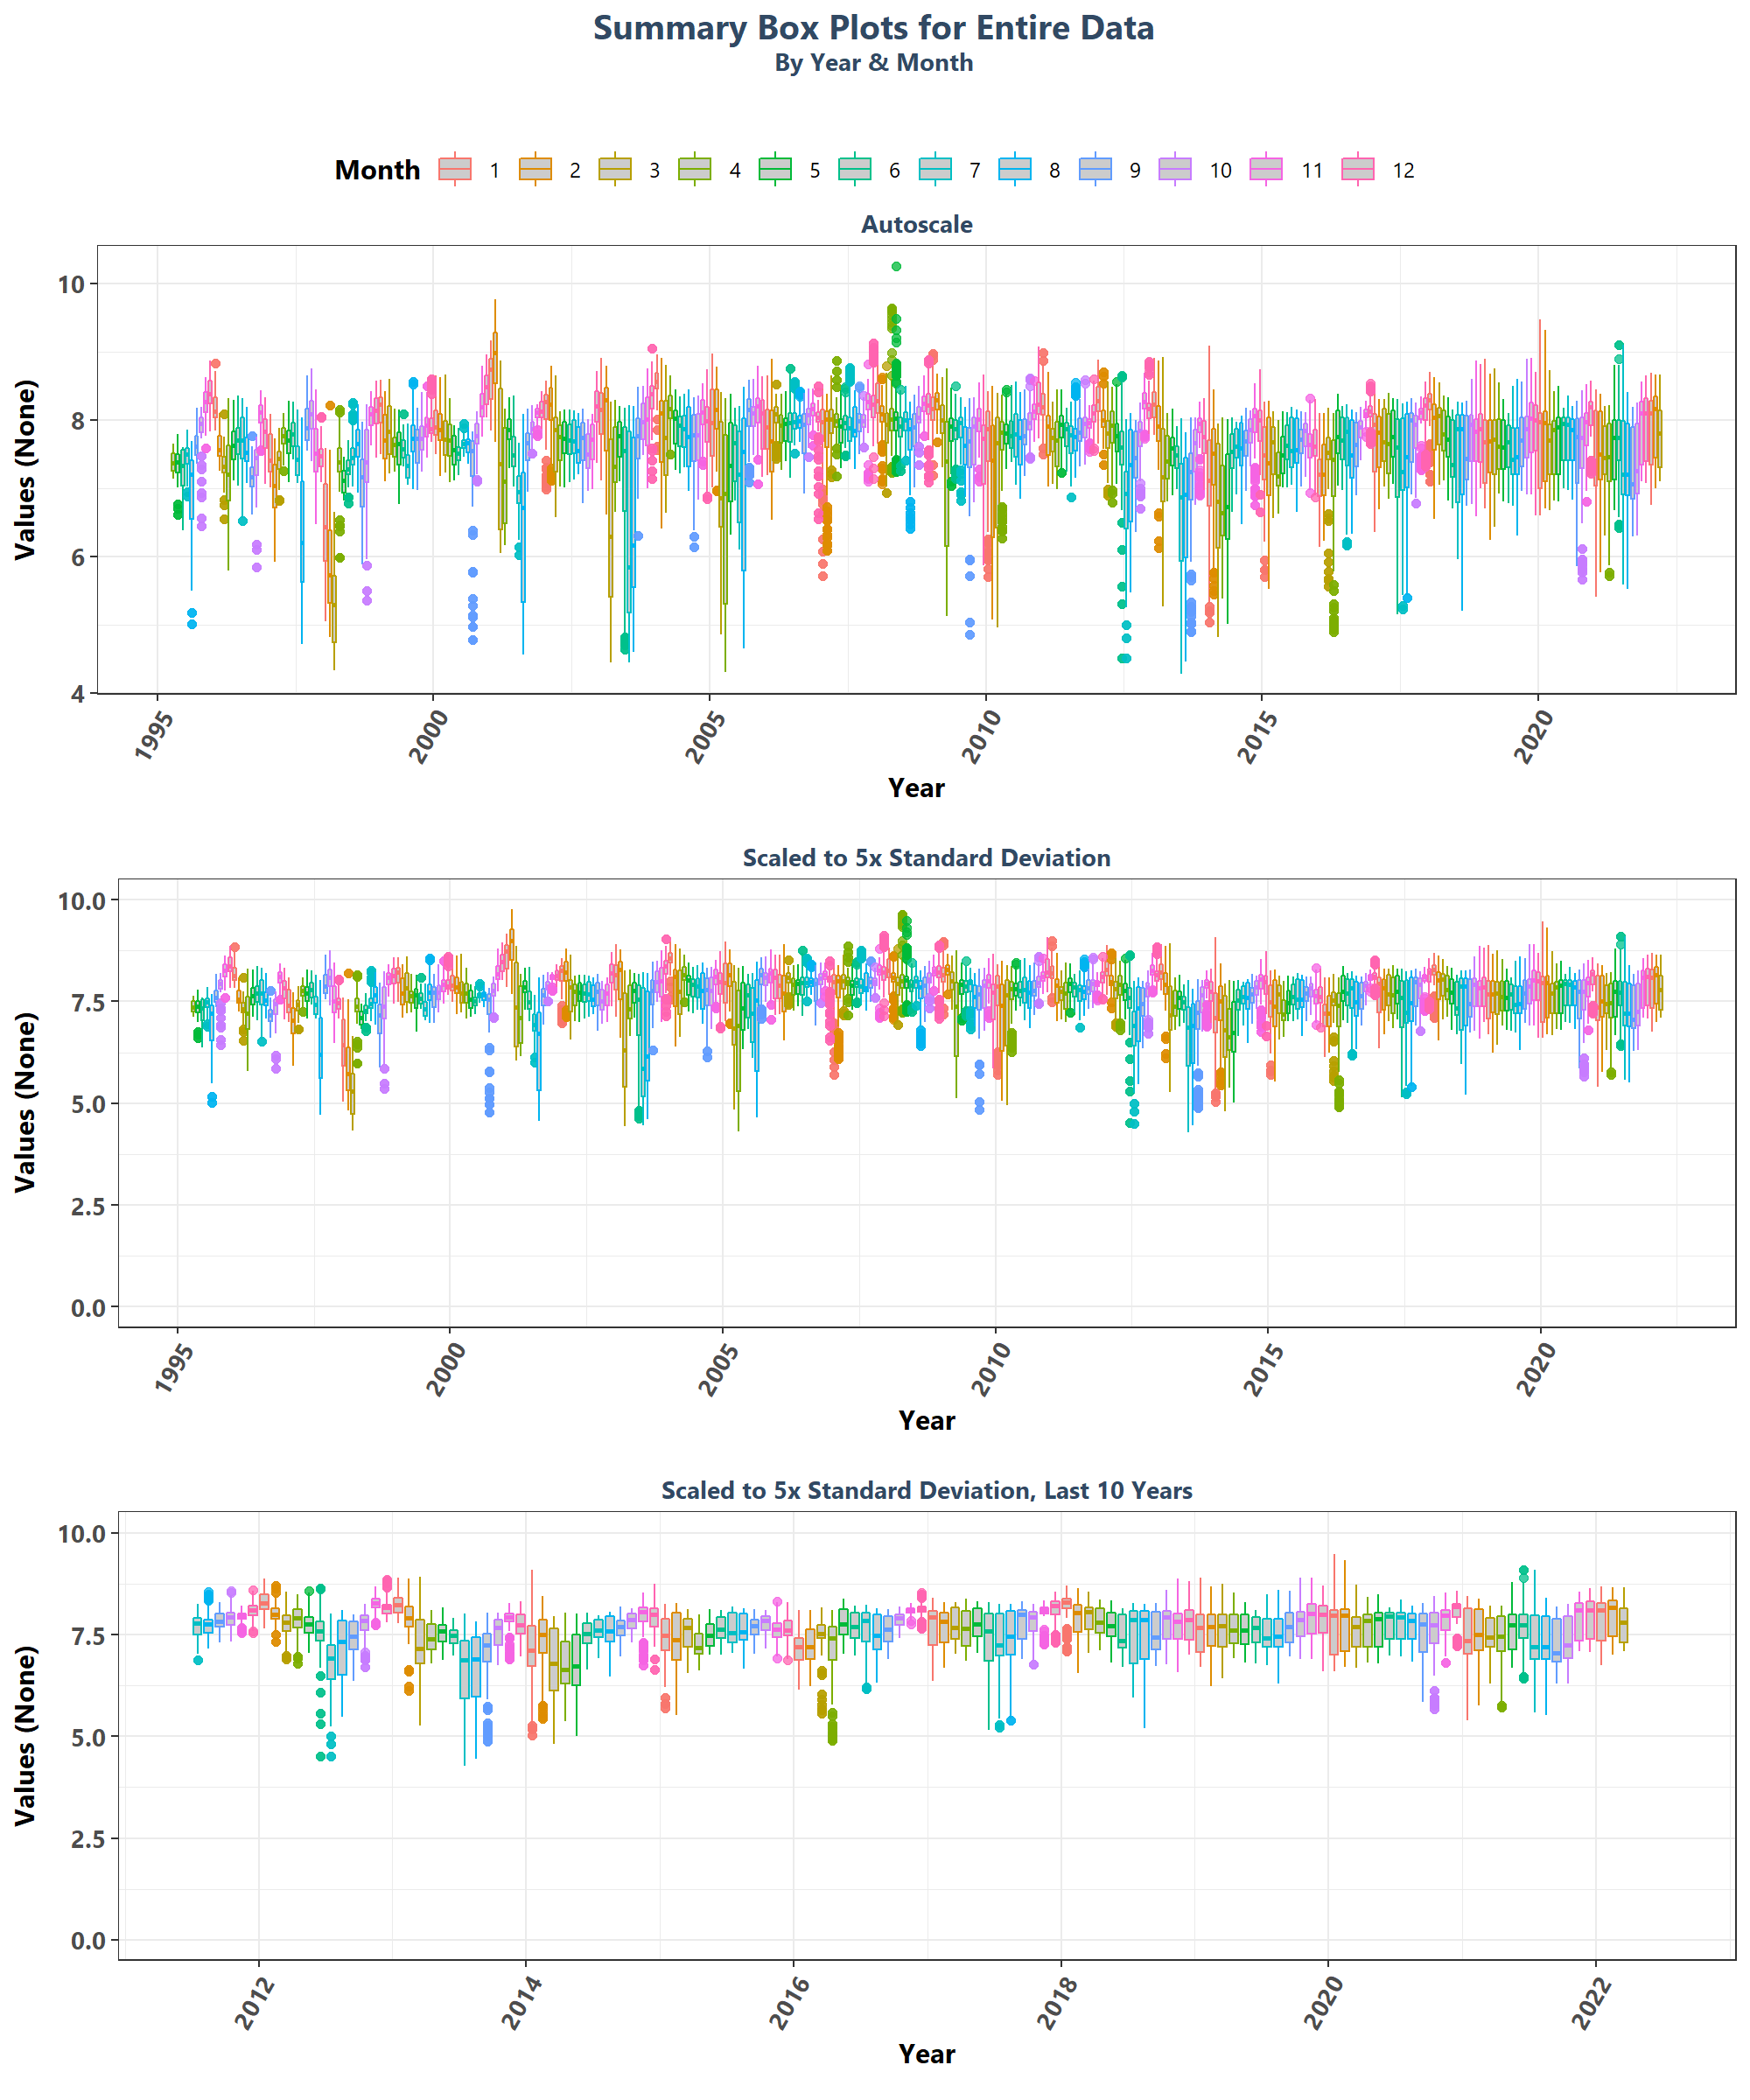 Summary Box Plots for Entire Data
By Year & Month
Month 1 2 3 4 5 6 7 8 9 10 11 12
Autoscale
Values (None)
10
8
6
4
1995 2000 2005 2010 2015 2020
Year
Scaled to 5x Standard Deviation
Values (None)
10.0
7.5
5.0
2.5
0.0
1995 2000 2005 2010 2015 2020
Year
Scaled to 5x Standard Deviation, Last 10 Years
Values (None)
10.0
7.5
5.0
2.5
0.0
2012 2014 2016 2018 2020 2022
Year